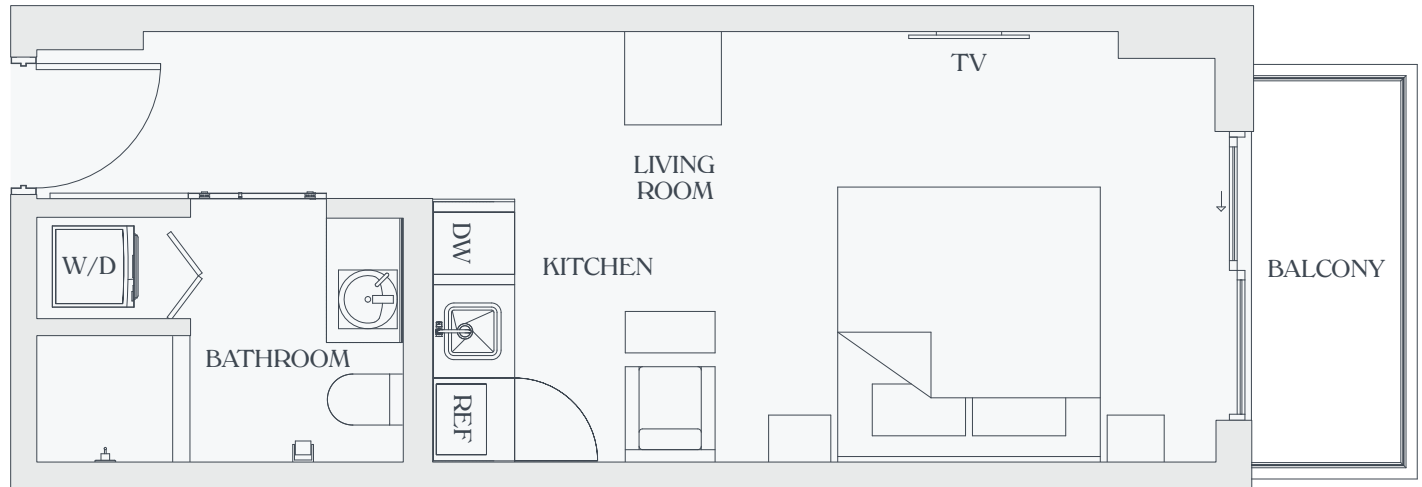 TV
LIVING
ROOM
DW
W/D
KITCHEN
BALCONY
BATHROOM
REF